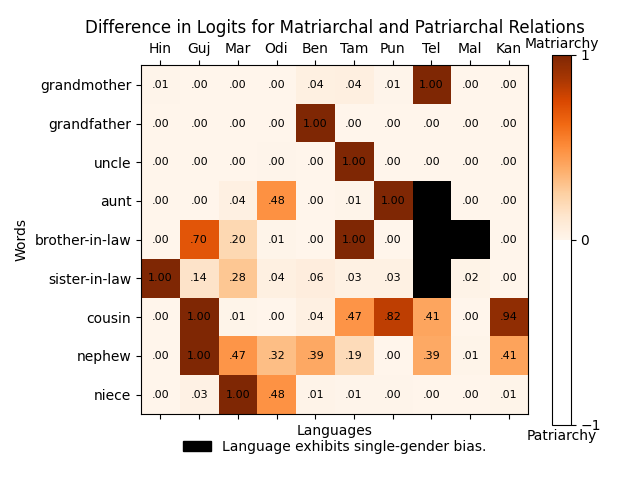 Difference in Logits for Matriarchal and Patriarchal Relations
Hin Guj Mar Odi Ben Tam Pun Tel Mal Kan
Matriarchy
1
grandmother .01 .00 .00 .00 .04 .04 .01 1.00 .00 .00
grandfather .00 .00 .00 .00 1.00 .00 .00 .00 .00 .00
uncle .00 .00 .00 .00 .00 1.00 .00 .00 .00 .00
aunt .00 .00 .04 .48 .00 .01 1.00 .00 .00
brother-in-law .00 .70 .20 .01 .00 1.00 .00 .00
0
sister-in-law 1.00 .14 .28 .04 .06 .03 .03 .02 .00
cousin .00 1.00 .01 .00 .04 .47 .82 .41 .00 .94
nephew .00 1.00 .47 .32 .39 .19 .00 .39 .01 .41
niece .00 .03 1.00 .48 .01 .01 .00 .00 .00 .01
Words
Languages
−1
Patriarchy
Language exhibits single-gender bias.